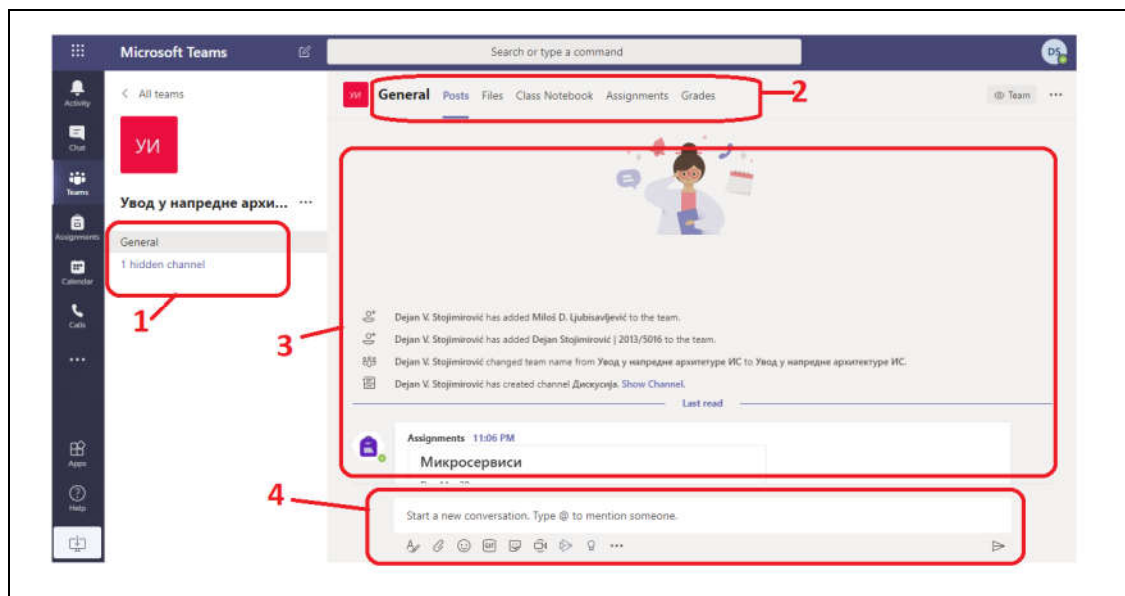 Microsoft Teams
Search or type a command
DS
Activity
Chat
Teams
Assignments
Calendar
Calls
Apps
Help
All teams
УИ
Увод у напредне архи...
General
1 hidden channel
1
УИ General Posts Files Class Notebook Assignments Grades
2
Team
3
Dejan V. Stojimirović has added Miloš D. Ljubisavljević to the team.
Dejan V. Stojimirović has added Dejan Stojimirović | 2013/5016 to the team.
Dejan V. Stojimirović changed team name from Увод у напредне архитетуре ИС to Увод у напредне архитектуре ИС.
Dejan V. Stojimirović has created channel Дискусија. Show Channel.
Last read
Assignments 11:06 PM
Микросервиси
4
Start a new conversation. Type @ to mention someone.
GIF